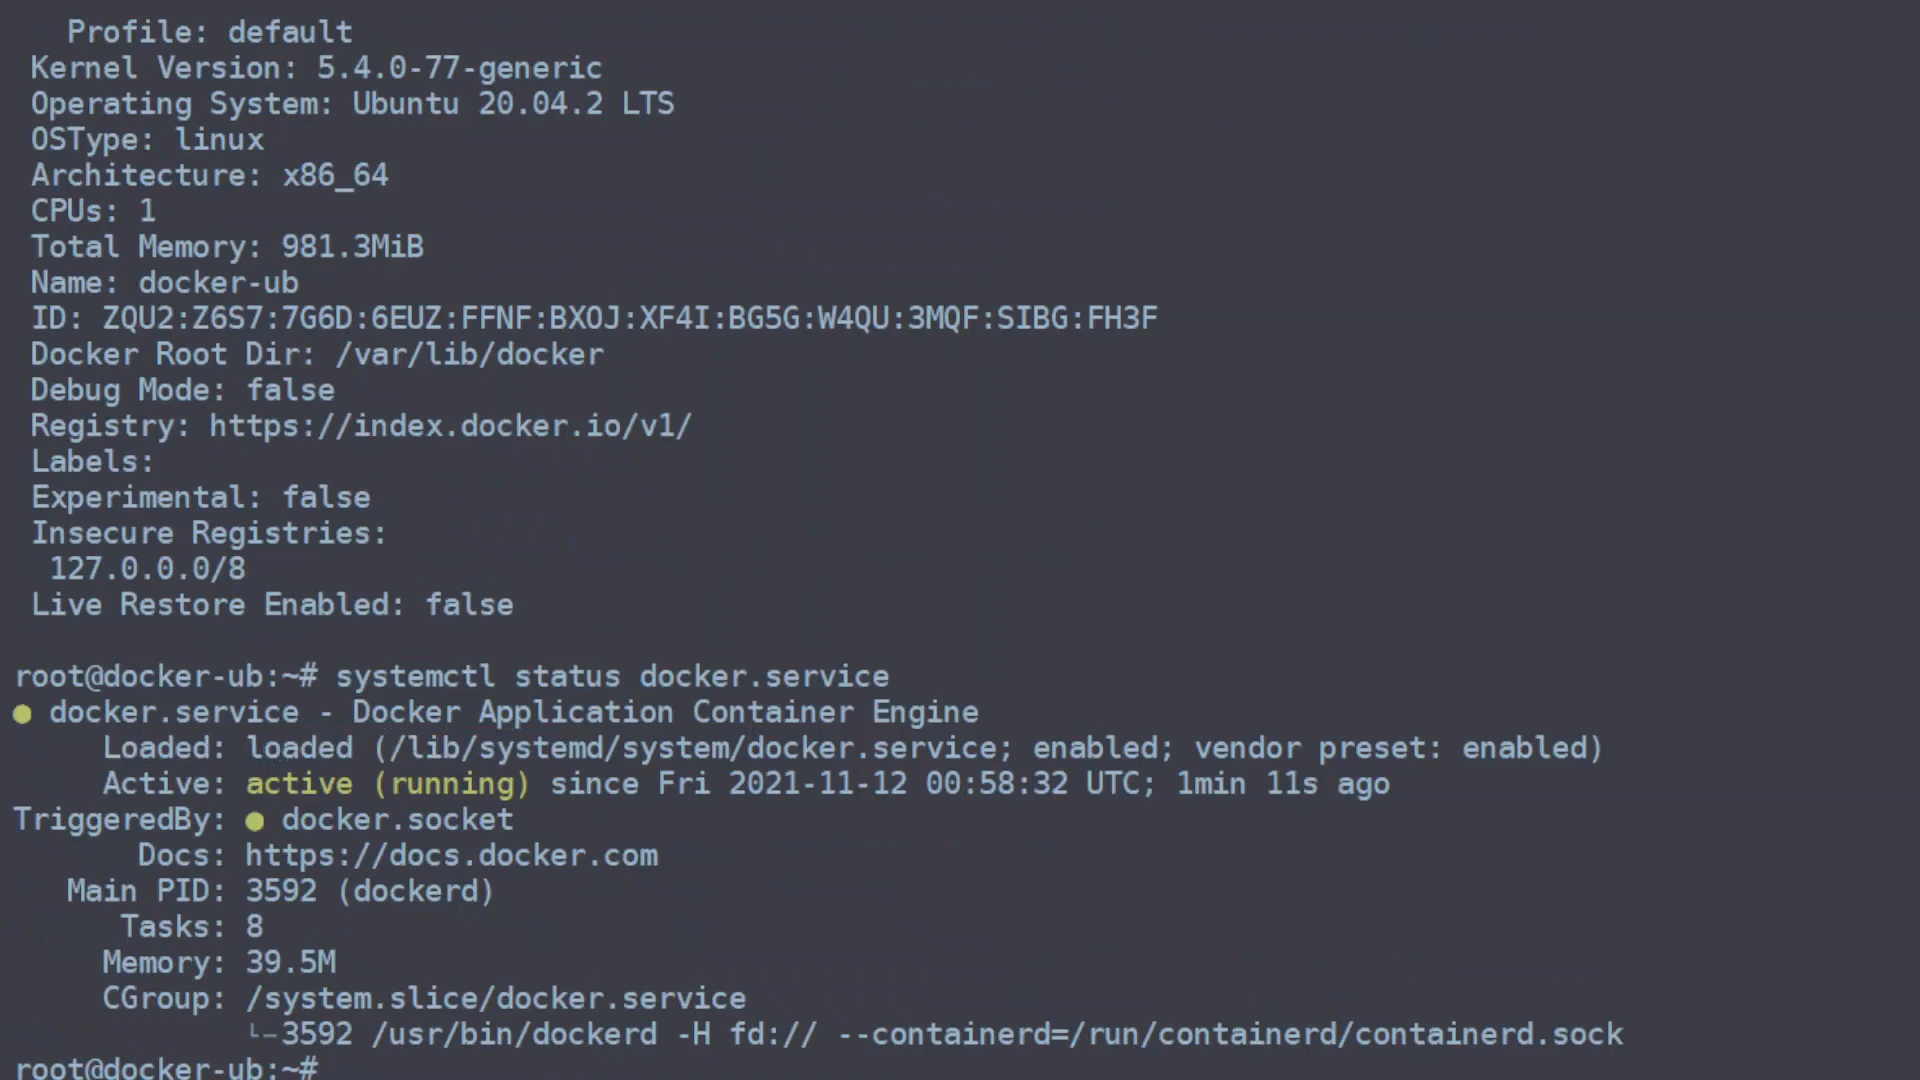 Profile: default
Kernel Version: 5.4.0-77-generic
Operating System: Ubuntu 20.04.2 LTS
OSType: linux
Architecture: x86_64
CPUs: 1
Total Memory: 981.3MiB
Name: docker-ub
ID: ZQU2:Z6S7:7G6D:6EUZ:FFNF:BXOJ:XF4I:BG5G:W4QU:3MQF:SIBG:FH3F
Docker Root Dir: /var/lib/docker
Debug Mode: false
Registry: https://index.docker.io/v1/
Labels:
Experimental: false
Insecure Registries:
127.0.0.0/8
Live Restore Enabled: false
root@docker-ub:~# systemctl status docker.service
● docker.service - Docker Application Container Engine
Loaded: loaded (/lib/systemd/system/docker.service; enabled; vendor preset: enabled)
Active: active (running) since Fri 2021-11-12 00:58:32 UTC; 1min 11s ago
TriggeredBy: ● docker.socket
Docs: https://docs.docker.com
Main PID: 3592 (dockerd)
Tasks: 8
Memory: 39.5M
CGroup: /system.slice/docker.service
└─3592 /usr/bin/dockerd -H fd:// --containerd=/run/containerd/containerd.sock
root@docker-ub:~#